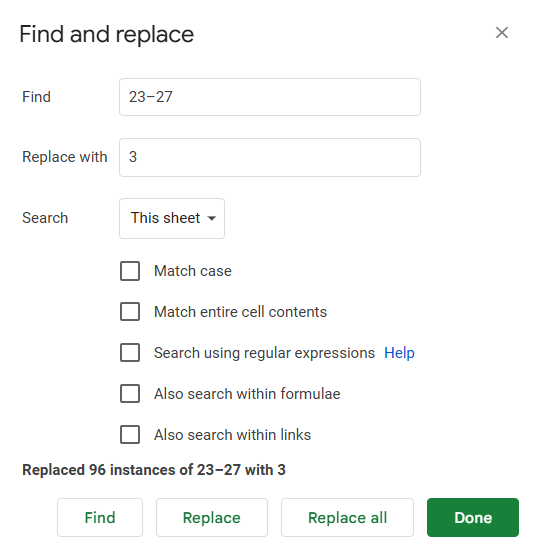 Find and replace
Find
23–27
Replace with
3
Search
This sheet
Match case
Match entire cell contents
Search using regular expressions Help
Also search within formulae
Also search within links
Replaced 96 instances of 23–27 with 3
Find Replace Replace all Done